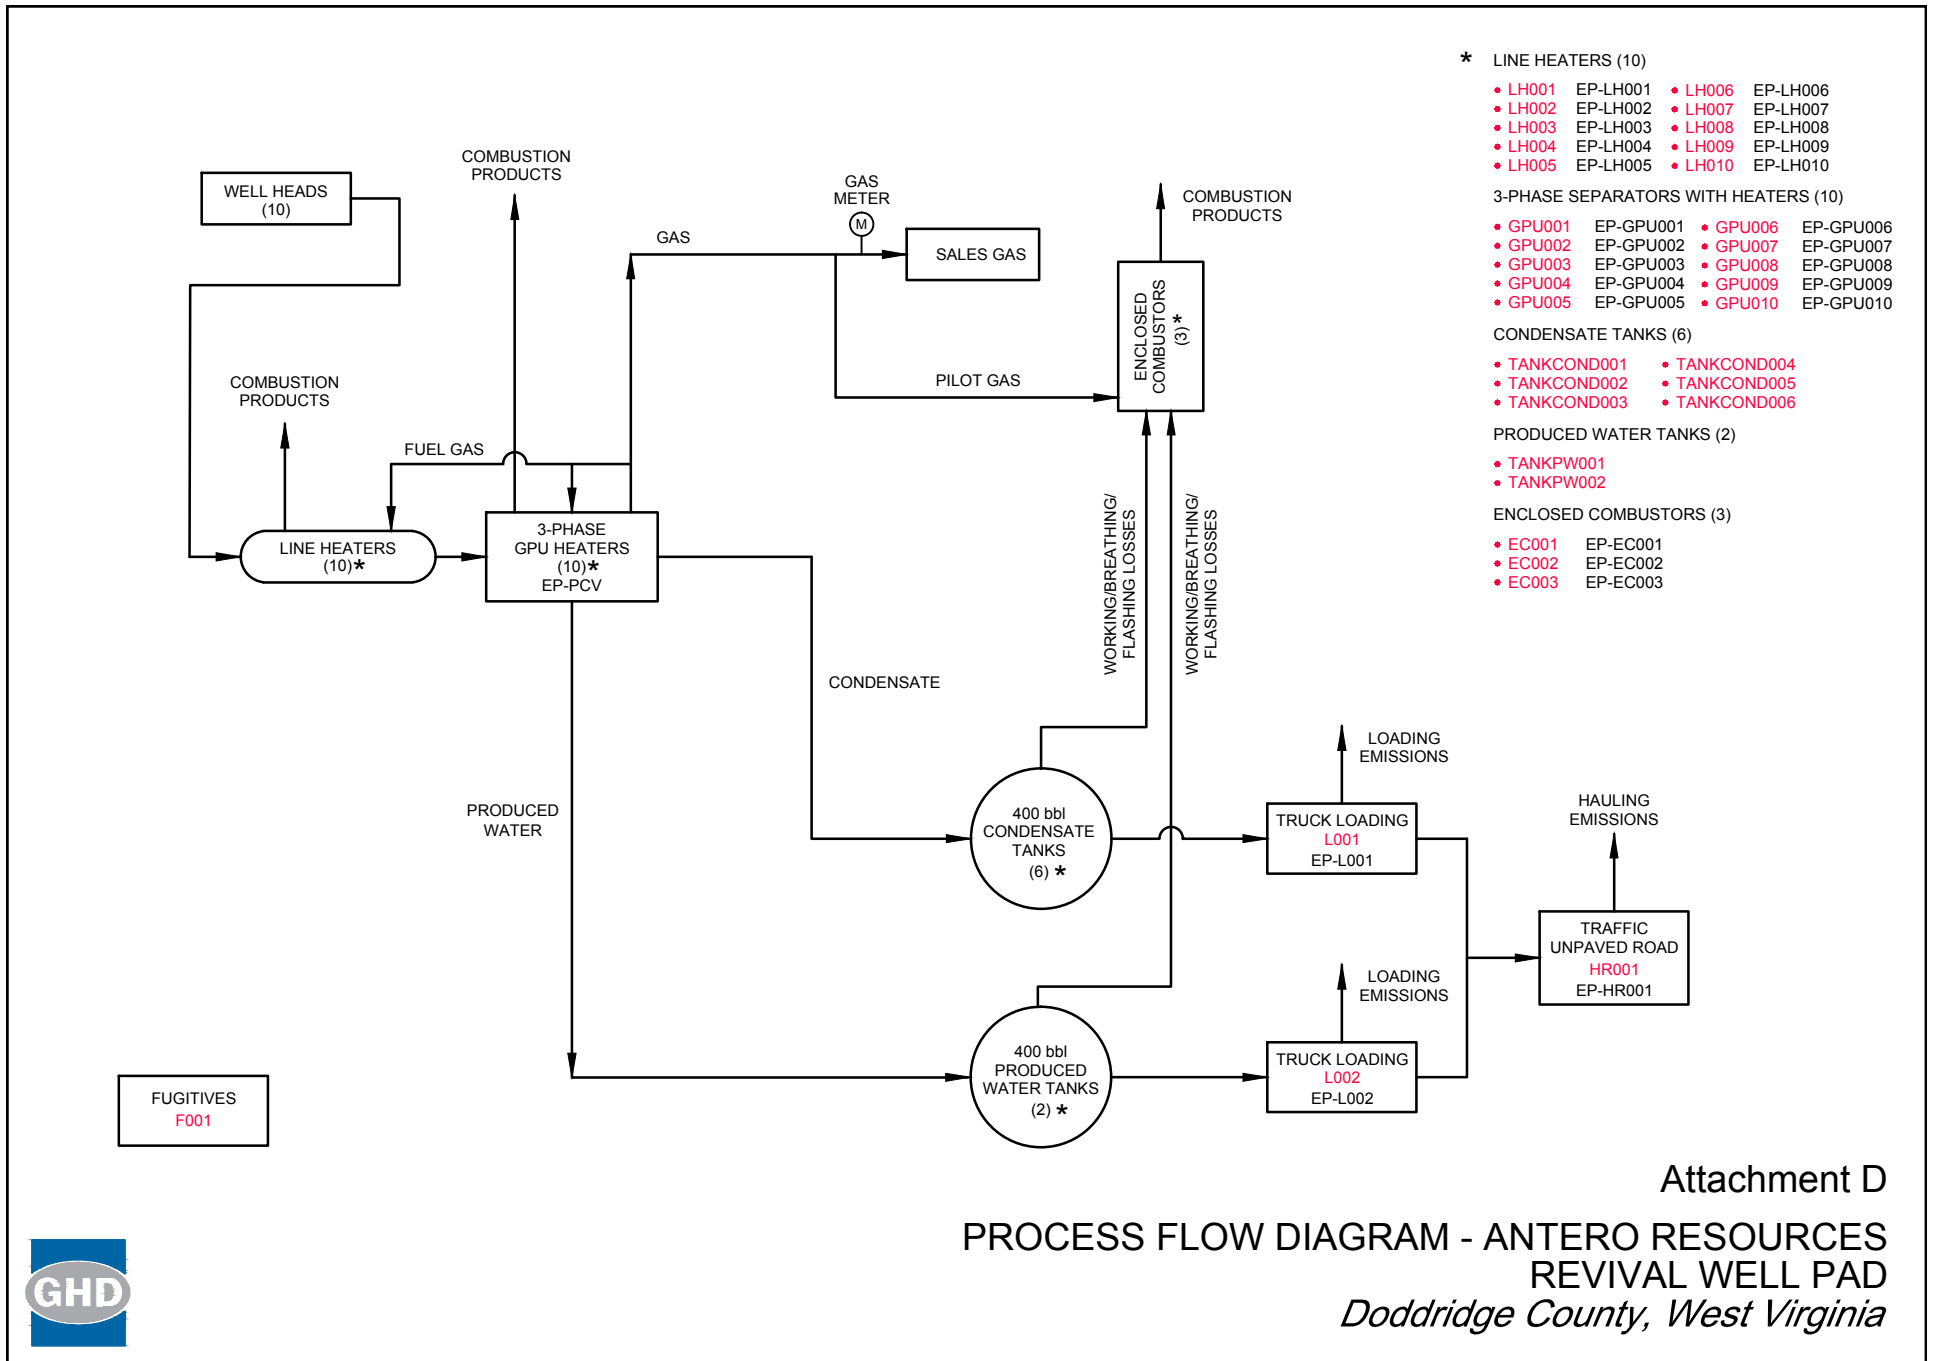 WELL HEADS
(10)
COMBUSTION
PRODUCTS
GAS
GAS
METER
M
SALES GAS
COMBUSTION
PRODUCTS
ENCLOSED
COMBUSTORS
(3)*
PILOT GAS
COMBUSTION
PRODUCTS
FUEL GAS
LINE HEATERS
(10)*
3-PHASE
GPU HEATERS
(10)*
EP-PCV
WORKING/BREATHING/
FLASHING LOSSES
WORKING/BREATHING/
FLASHING LOSSES
CONDENSATE
PRODUCED
WATER
400 bbl
CONDENSATE
TANKS
(6) *
LOADING
EMISSIONS
TRUCK LOADING
L001
EP-L001
HAULING
EMISSIONS
TRAFFIC
UNPAVED ROAD
HR001
EP-HR001
400 bbl
PRODUCED
WATER TANKS
(2) *
LOADING
EMISSIONS
TRUCK LOADING
L002
EP-L002
FUGITIVES
F001
* LINE HEATERS (10)
• LH001 EP-LH001 • LH006 EP-LH006
• LH002 EP-LH002 • LH007 EP-LH007
• LH003 EP-LH003 • LH008 EP-LH008
• LH004 EP-LH004 • LH009 EP-LH009
• LH005 EP-LH005 • LH010 EP-LH010
3-PHASE SEPARATORS WITH HEATERS (10)
• GPU001 EP-GPU001 • GPU006 EP-GPU006
• GPU002 EP-GPU002 • GPU007 EP-GPU007
• GPU003 EP-GPU003 • GPU008 EP-GPU008
• GPU004 EP-GPU004 • GPU009 EP-GPU009
• GPU005 EP-GPU005 • GPU010 EP-GPU010
CONDENSATE TANKS (6)
• TANKCOND001 • TANKCOND004
• TANKCOND002 • TANKCOND005
• TANKCOND003 • TANKCOND006
PRODUCED WATER TANKS (2)
• TANKPW001
• TANKPW002
ENCLOSED COMBUSTORS (3)
• EC001 EP-EC001
• EC002 EP-EC002
• EC003 EP-EC003
Attachment D
PROCESS FLOW DIAGRAM - ANTERO RESOURCES
REVIVAL WELL PAD
Doddridge County, West Virginia
GHD